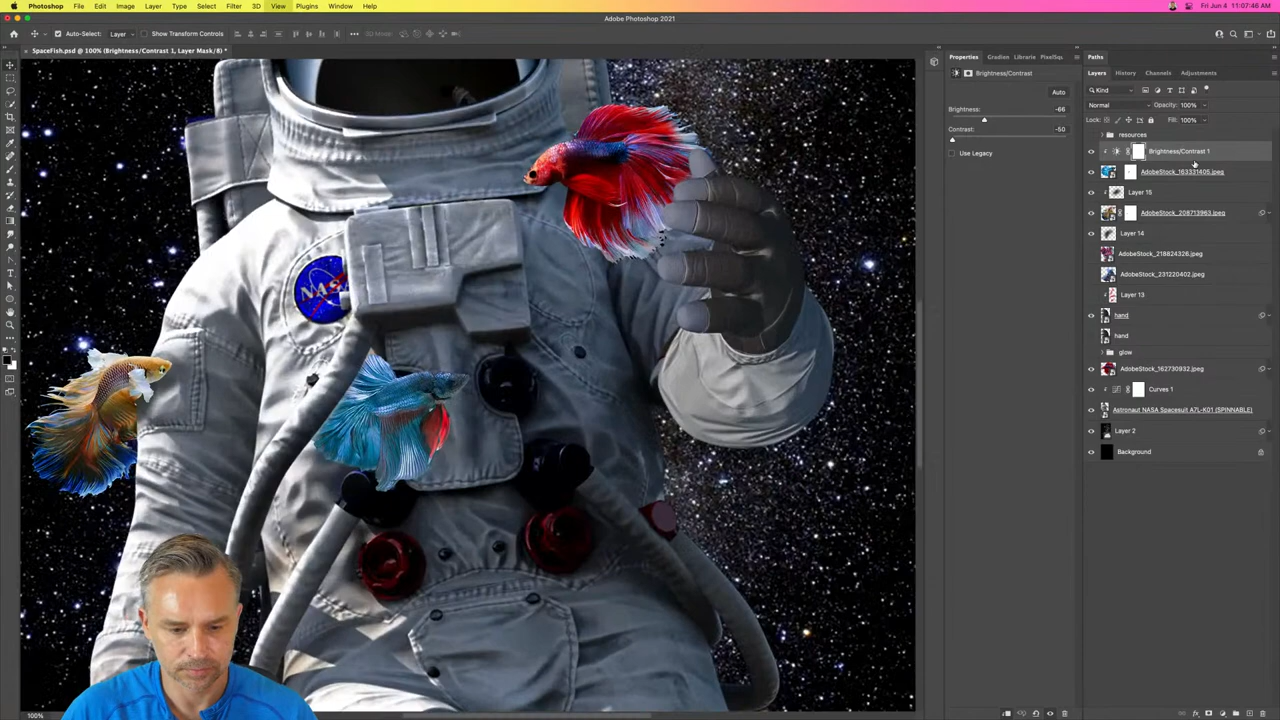 Photoshop File Edit Image Layer Type Select Filter 3D View Plugins Window Help Fri Jun 4 11:07:46 AM
Adobe Photoshop 2021
Auto-Select: Layer Show Transform Controls 3D Mode:
SpaceFish.psd @ 100% (Brightness/Contrast 1, Layer Mask/8) *
Properties Gradien Librarie PixelSq. Paths
Brightness/Contrast
Layers History Channels Adjustments
Auto
Kind
Brightness: -66
Normal Opacity: 100%
Contrast: -50
Lock: Fill: 100%
Use Legacy
resources
Brightness/Contrast 1
AdobeStock_163331405.jpeg
Layer 15
AdobeStock_208713963.jpeg
Layer 14
AdobeStock_218824326.jpeg
AdobeStock_231220402.jpeg
Layer 13
hand
hand
glow
AdobeStock_162730932.jpeg
Curves 1
Astronaut NASA Spacesuit A7L-K01 (SPINNABLE)
Layer 2
Background
NASA
100%